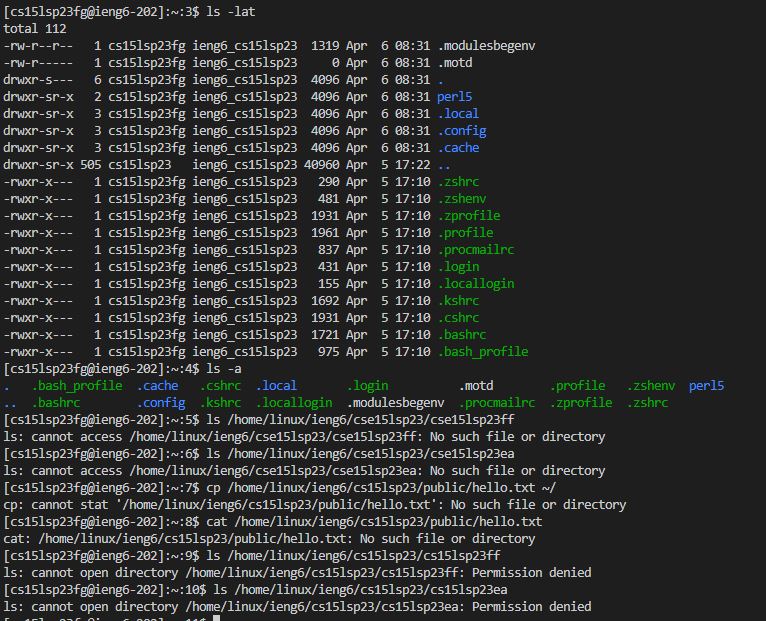 [cs15lsp23fg@ieng6-202]:~:3$ ls -lat
total 112
-rw-r--r--   1 cs15lsp23fg ieng6_cs15lsp23  1319 Apr  6 08:31 .modulesbegenv
-rw-r-----   1 cs15lsp23fg ieng6_cs15lsp23     0 Apr  6 08:31 .motd
drwxr-s---   6 cs15lsp23fg ieng6_cs15lsp23  4096 Apr  6 08:31 .
drwxr-sr-x   2 cs15lsp23fg ieng6_cs15lsp23  4096 Apr  6 08:31 perl5
drwxr-sr-x   3 cs15lsp23fg ieng6_cs15lsp23  4096 Apr  6 08:31 .local
drwxr-sr-x   3 cs15lsp23fg ieng6_cs15lsp23  4096 Apr  6 08:31 .config
drwxr-sr-x   3 cs15lsp23fg ieng6_cs15lsp23  4096 Apr  6 08:31 .cache
drwxr-sr-x 505 cs15lsp23   ieng6_cs15lsp23 40960 Apr  5 17:22 ..
-rwxr-x---   1 cs15lsp23fg ieng6_cs15lsp23   290 Apr  5 17:10 .zshrc
-rwxr-x---   1 cs15lsp23fg ieng6_cs15lsp23   481 Apr  5 17:10 .zshenv
-rwxr-x---   1 cs15lsp23fg ieng6_cs15lsp23  1931 Apr  5 17:10 .zprofile
-rwxr-x---   1 cs15lsp23fg ieng6_cs15lsp23  1961 Apr  5 17:10 .profile
-rwxr-x---   1 cs15lsp23fg ieng6_cs15lsp23   837 Apr  5 17:10 .procmailrc
-rwxr-x---   1 cs15lsp23fg ieng6_cs15lsp23   431 Apr  5 17:10 .login
-rwxr-x---   1 cs15lsp23fg ieng6_cs15lsp23   155 Apr  5 17:10 .locallogin
-rwxr-x---   1 cs15lsp23fg ieng6_cs15lsp23  1692 Apr  5 17:10 .kshrc
-rwxr-x---   1 cs15lsp23fg ieng6_cs15lsp23  1931 Apr  5 17:10 .cshrc
-rwxr-x---   1 cs15lsp23fg ieng6_cs15lsp23  1721 Apr  5 17:10 .bashrc
-rwxr-x---   1 cs15lsp23fg ieng6_cs15lsp23   975 Apr  5 17:10 .bash_profile
[cs15lsp23fg@ieng6-202]:~:4$ ls -a
.   .bash_profile  .cache   .cshrc  .local       .login           .motd        .profile   .zshenv  perl5
..  .bashrc        .config  .kshrc  .locallogin  .modulesbegenv  .procmailrc  .zprofile  .zshrc
[cs15lsp23fg@ieng6-202]:~:5$ ls /home/linux/ieng6/cse15lsp23/cse15lsp23ff
ls: cannot access /home/linux/ieng6/cse15lsp23/cse15lsp23ff: No such file or directory
[cs15lsp23fg@ieng6-202]:~:6$ ls /home/linux/ieng6/cse15lsp23/cse15lsp23ea
ls: cannot access /home/linux/ieng6/cse15lsp23/cse15lsp23ea: No such file or directory
[cs15lsp23fg@ieng6-202]:~:7$ cp /home/linux/ieng6/cs15lsp23/public/hello.txt ~/
cp: cannot stat '/home/linux/ieng6/cs15lsp23/public/hello.txt': No such file or directory
[cs15lsp23fg@ieng6-202]:~:8$ cat /home/linux/ieng6/cs15lsp23/public/hello.txt
cat: /home/linux/ieng6/cs15lsp23/public/hello.txt: No such file or directory
[cs15lsp23fg@ieng6-202]:~:9$ ls /home/linux/ieng6/cs15lsp23/cs15lsp23ff
ls: cannot open directory /home/linux/ieng6/cs15lsp23/cs15lsp23ff: Permission denied
[cs15lsp23fg@ieng6-202]:~:10$ ls /home/linux/ieng6/cs15lsp23/cs15lsp23ea
ls: cannot open directory /home/linux/ieng6/cs15lsp23/cs15lsp23ea: Permission denied
[cs15lsp23fg@ieng6-202]:~:11$